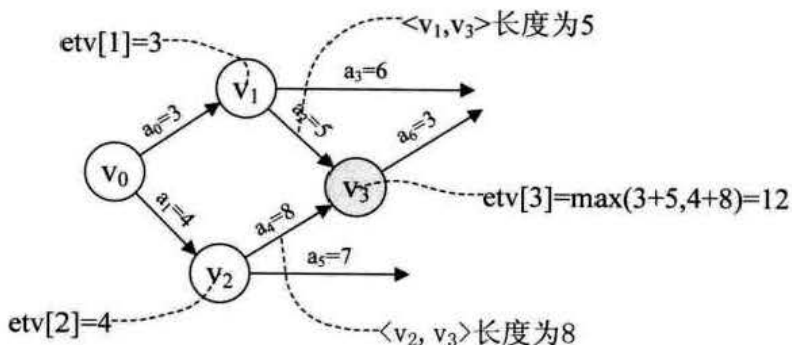 <v₁,v₃>长度为5
etv[1]=3
v₁
a₃=6
a₀=3
a₂=5
a₆=3
v₀
v₃
etv[3]=max(3+5,4+8)=12
a₁=4
a₄=8
v₂
a₅=7
etv[2]=4
<v₂, v₃>长度为8